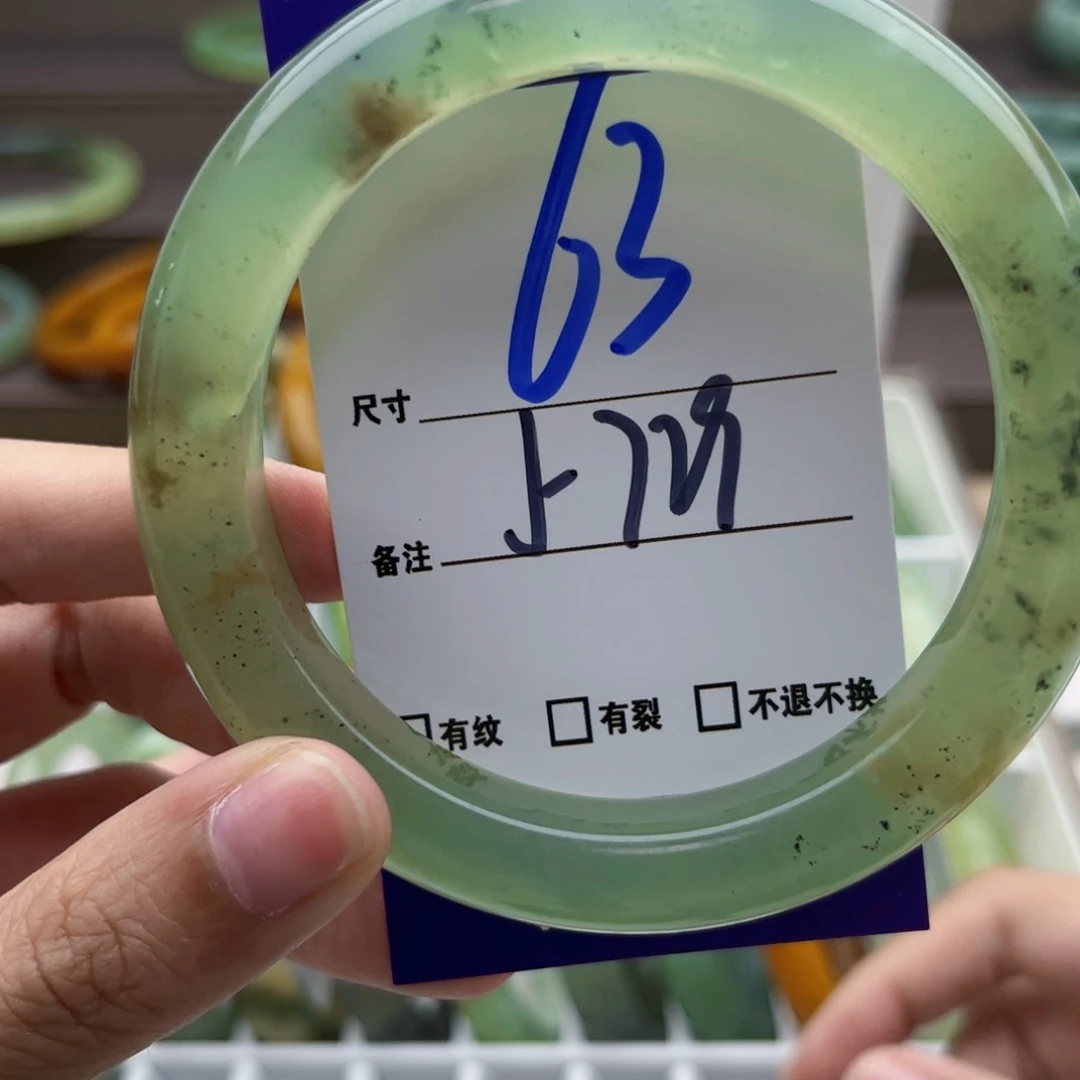 63
尺寸
备注
有纹 有裂 不退不换